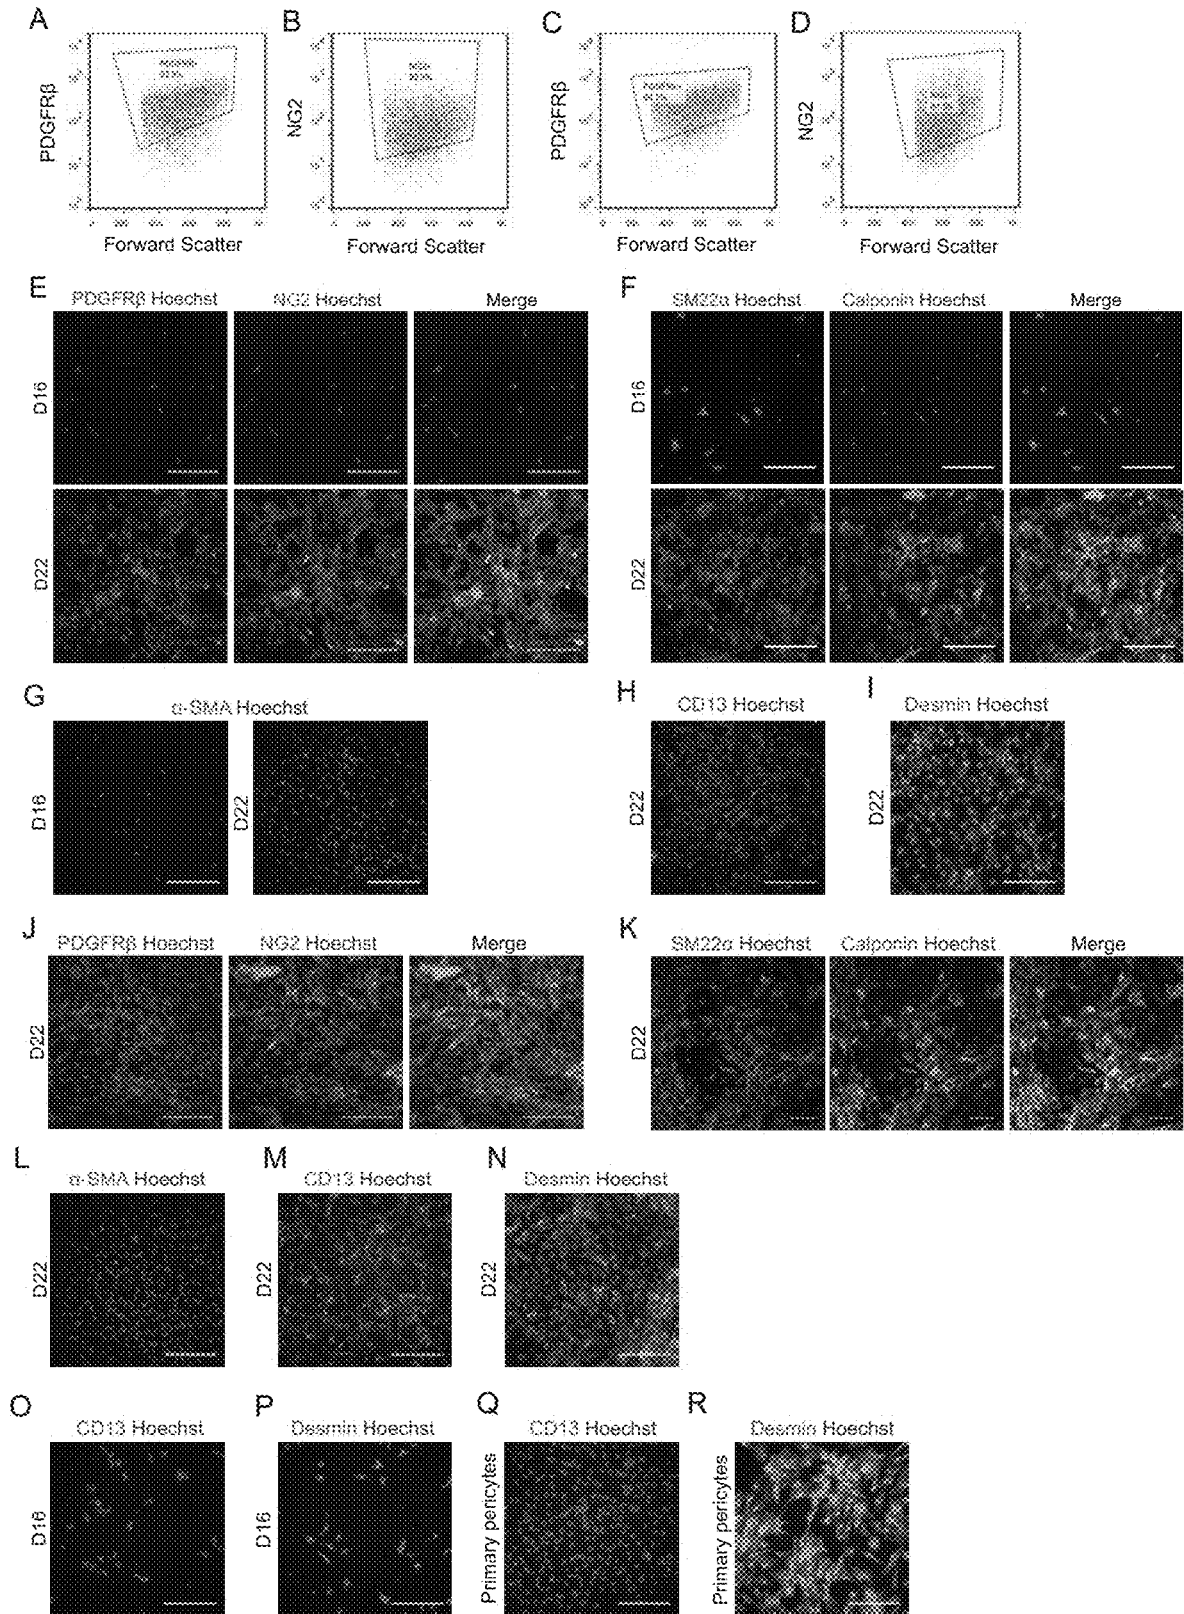 A
B
C
D
PDGFRβ
NG2
PDGFRβ
NG2
Forward Scatter
Forward Scatter
Forward Scatter
Forward Scatter
E
F
PDGFRβ Hoechst
NG2 Hoechst
Merge
SM22α Hoechst
Calponin Hoechst
Merge
D16
D16
D22
D22
G
H
I
α-SMA Hoechst
CD13 Hoechst
Desmin Hoechst
D16
D22
D22
D22
J
K
PDGFRβ Hoechst
NG2 Hoechst
Merge
SM22α Hoechst
Calponin Hoechst
Merge
D22
D22
L
M
N
α-SMA Hoechst
CD13 Hoechst
Desmin Hoechst
D22
D22
D22
O
P
Q
R
CD13 Hoechst
Desmin Hoechst
CD13 Hoechst
Desmin Hoechst
D16
D16
Primary pericytes
Primary pericytes